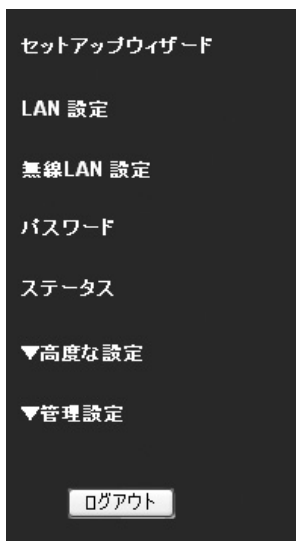 セットアップウィザード
LAN 設定
無線LAN 設定
パスワード
ステータス
▼高度な設定
▼管理設定
ログアウト